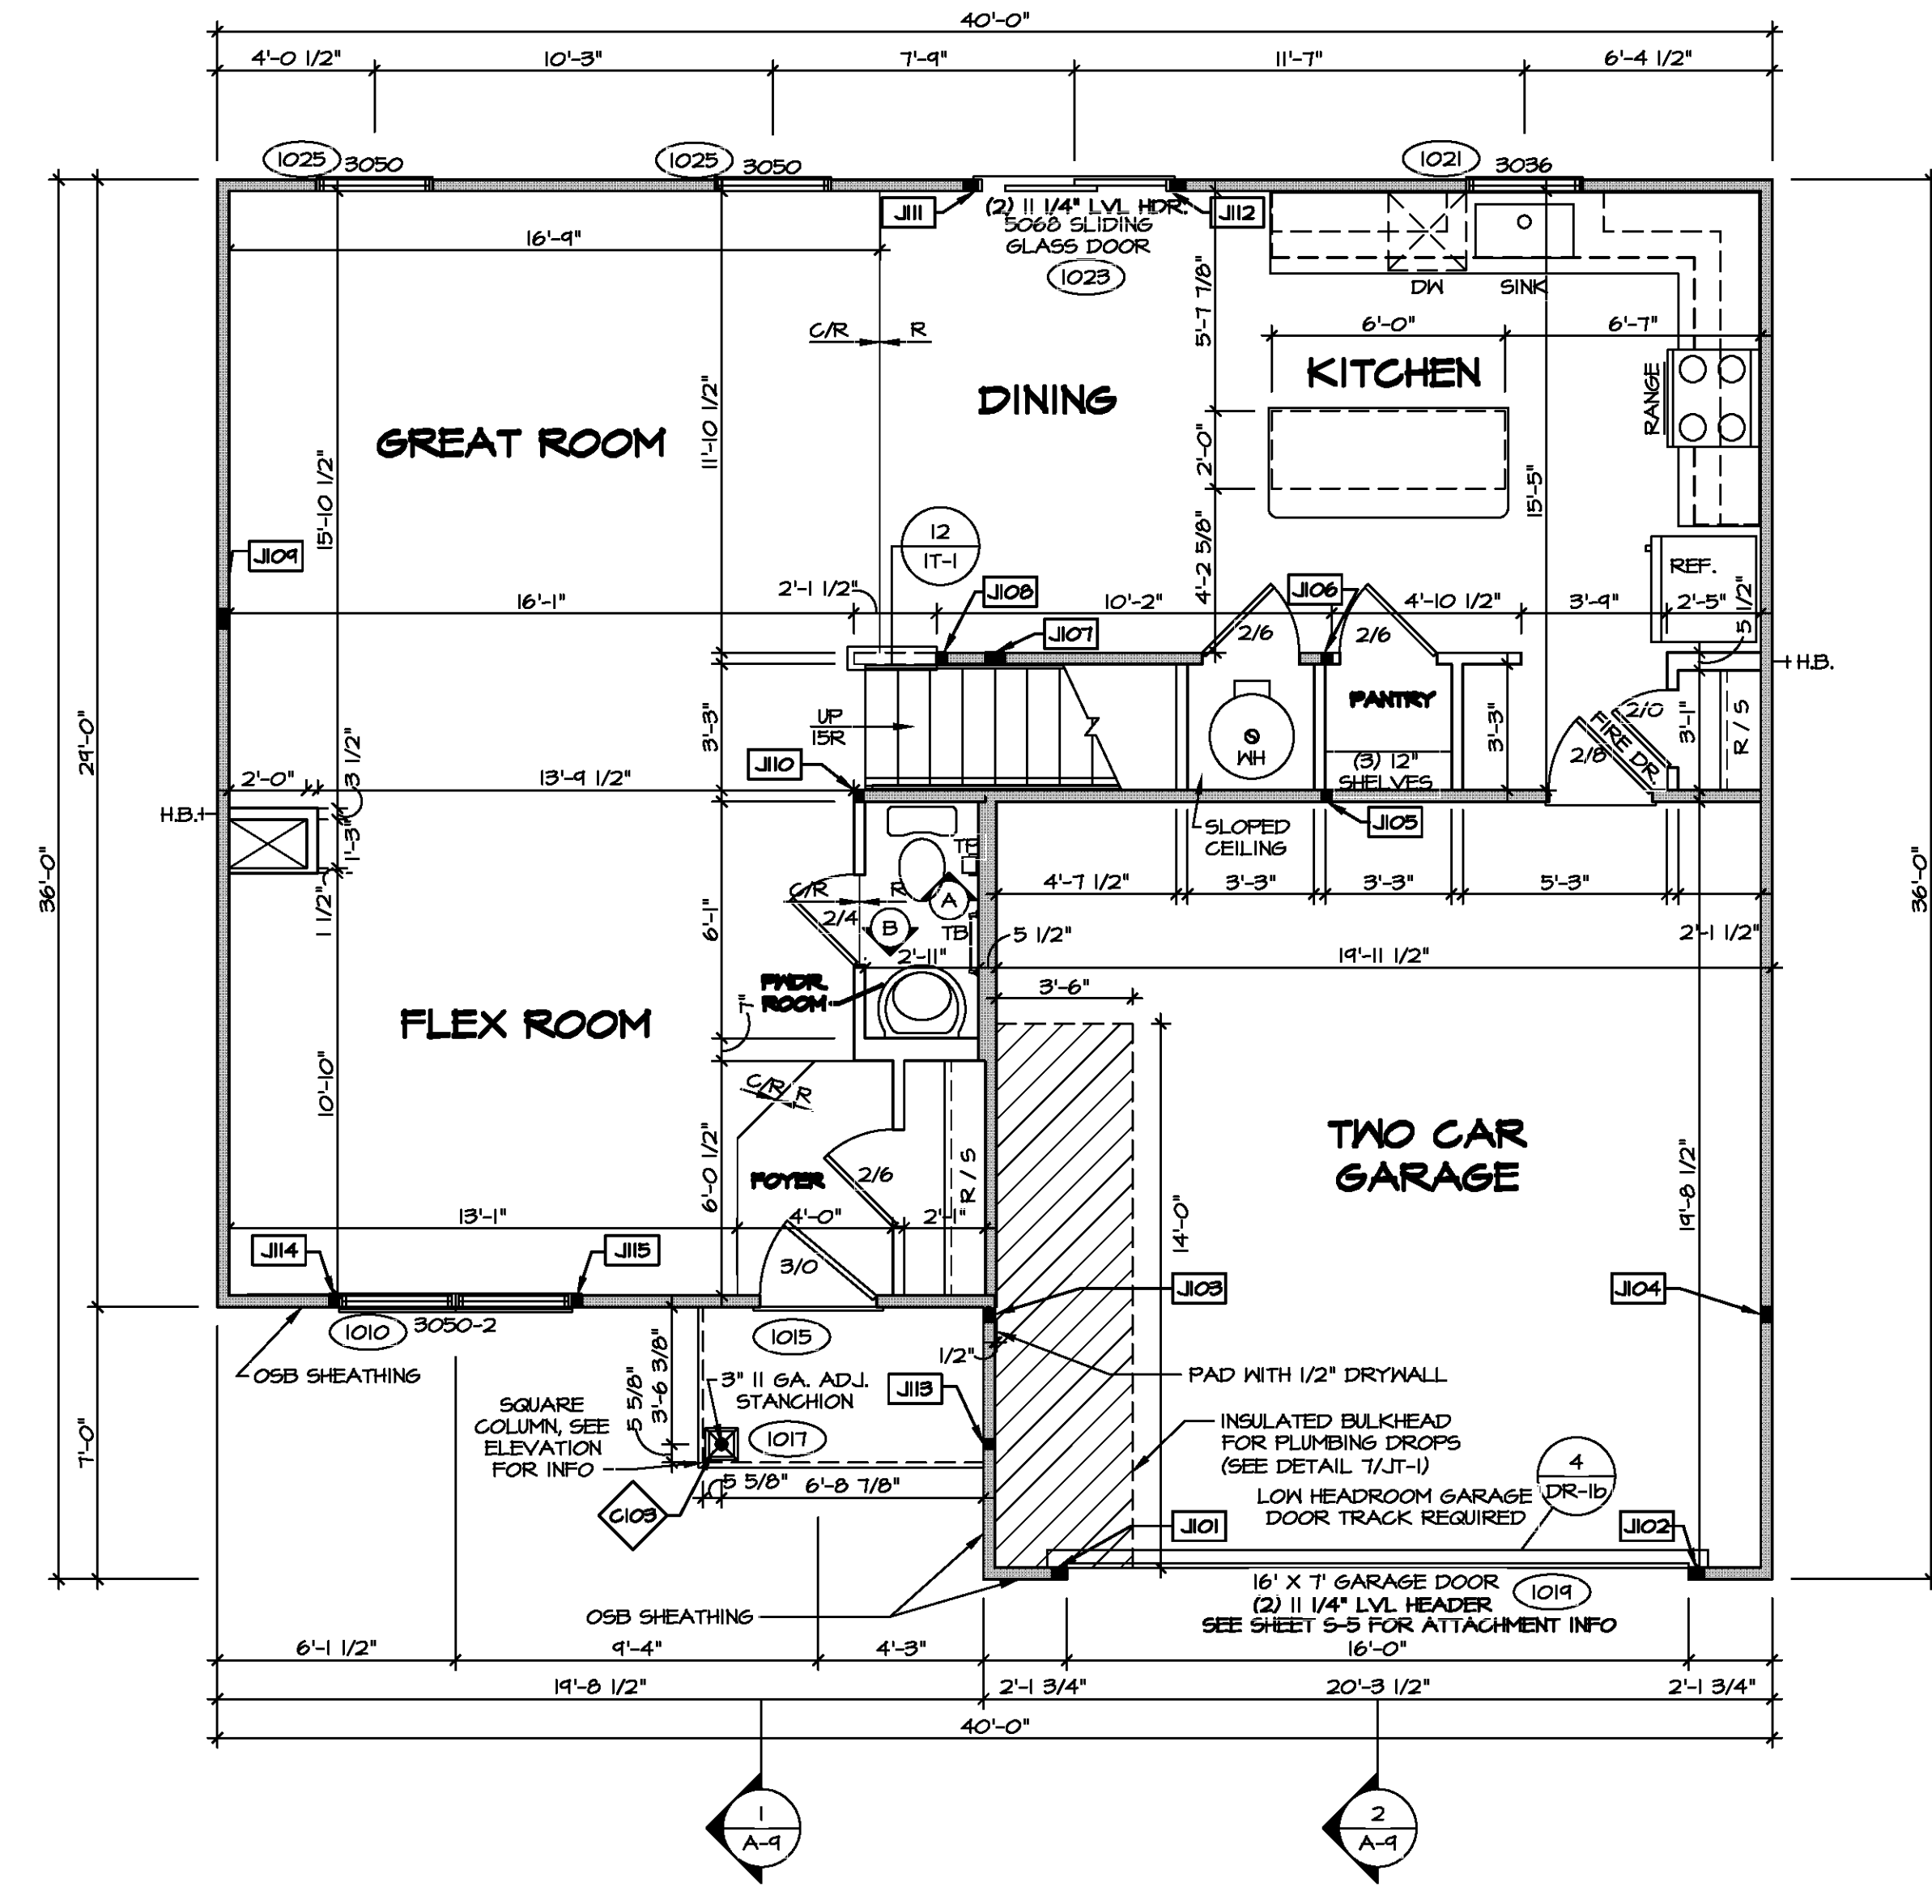 40'-0"
4'-0 1/2"
10'-3"
7'-9"
11'-7"
6'-4 1/2"
1025
3050
1025
3050
1021
3036
J111
(2) 11 1/4" LVL HDR.
J112
5068 SLIDING
GLASS DOOR
1023
16'-9"
DW
SINK
5'-7 7/8"
C/R
R
6'-0"
6'-7"
KITCHEN
DINING
RANGE
GREAT ROOM
11'-10 1/2"
2'-0"
15'-10 1/2"
15'-5"
12
1T-1
4'-2 5/8"
J109
REF.
5 1/2"
16'-1"
2'-1 1/2"
J108
10'-2"
J106
4'-10 1/2"
3'-9"
2'-5"
J107
2/6
2/6
H.B.
29'-0"
UP
15R
3'-3"
PANTRY
WH
3'-3"
2/0
FIRE DR.
2/8
3'-1"
R / S
J110
(3) 12"
SHELVES
2'-0"
3 1/2"
13'-9 1/2"
H.B.
1'-3"
J105
SLOPED
CEILING
TP
36'-0"
36'-0"
1 1/2"
C/R
R
A
4'-7 1/2"
3'-3"
3'-3"
5'-3"
6'-1"
2/4
B
TB
5 1/2"
2'-1 1/2"
2'-11"
19'-11 1/2"
PWDR.
ROOM
7"
3'-6"
FLEX ROOM
10'-10"
C/R
R
TWO CAR
GARAGE
6'-0 1/2"
FOYER
2/6
R / S
14'-0"
19'-8 1/2"
13'-1"
4'-0"
2'-1"
J114
J115
3/0
J103
J104
1010
3050-2
1015
1/2"
OSB SHEATHING
3'-6 3/8"
5 5/8"
3" 11 GA. ADJ.
STANCHION
J113
PAD WITH 1/2" DRYWALL
SQUARE
COLUMN, SEE
ELEVATION
FOR INFO
1017
INSULATED BULKHEAD
FOR PLUMBING DROPS
(SEE DETAIL 7/JT-1)
7'-0"
5 5/8"
6'-8 7/8"
C103
4
DR-1b
LOW HEADROOM GARAGE
DOOR TRACK REQUIRED
J101
J102
16' X 7' GARAGE DOOR
1019
(2) 11 1/4" LVL HEADER
SEE SHEET S-5 FOR ATTACHMENT INFO
OSB SHEATHING
6'-1 1/2"
9'-4"
4'-3"
16'-0"
19'-8 1/2"
2'-1 3/4"
20'-3 1/2"
2'-1 3/4"
40'-0"
1
A-9
2
A-9